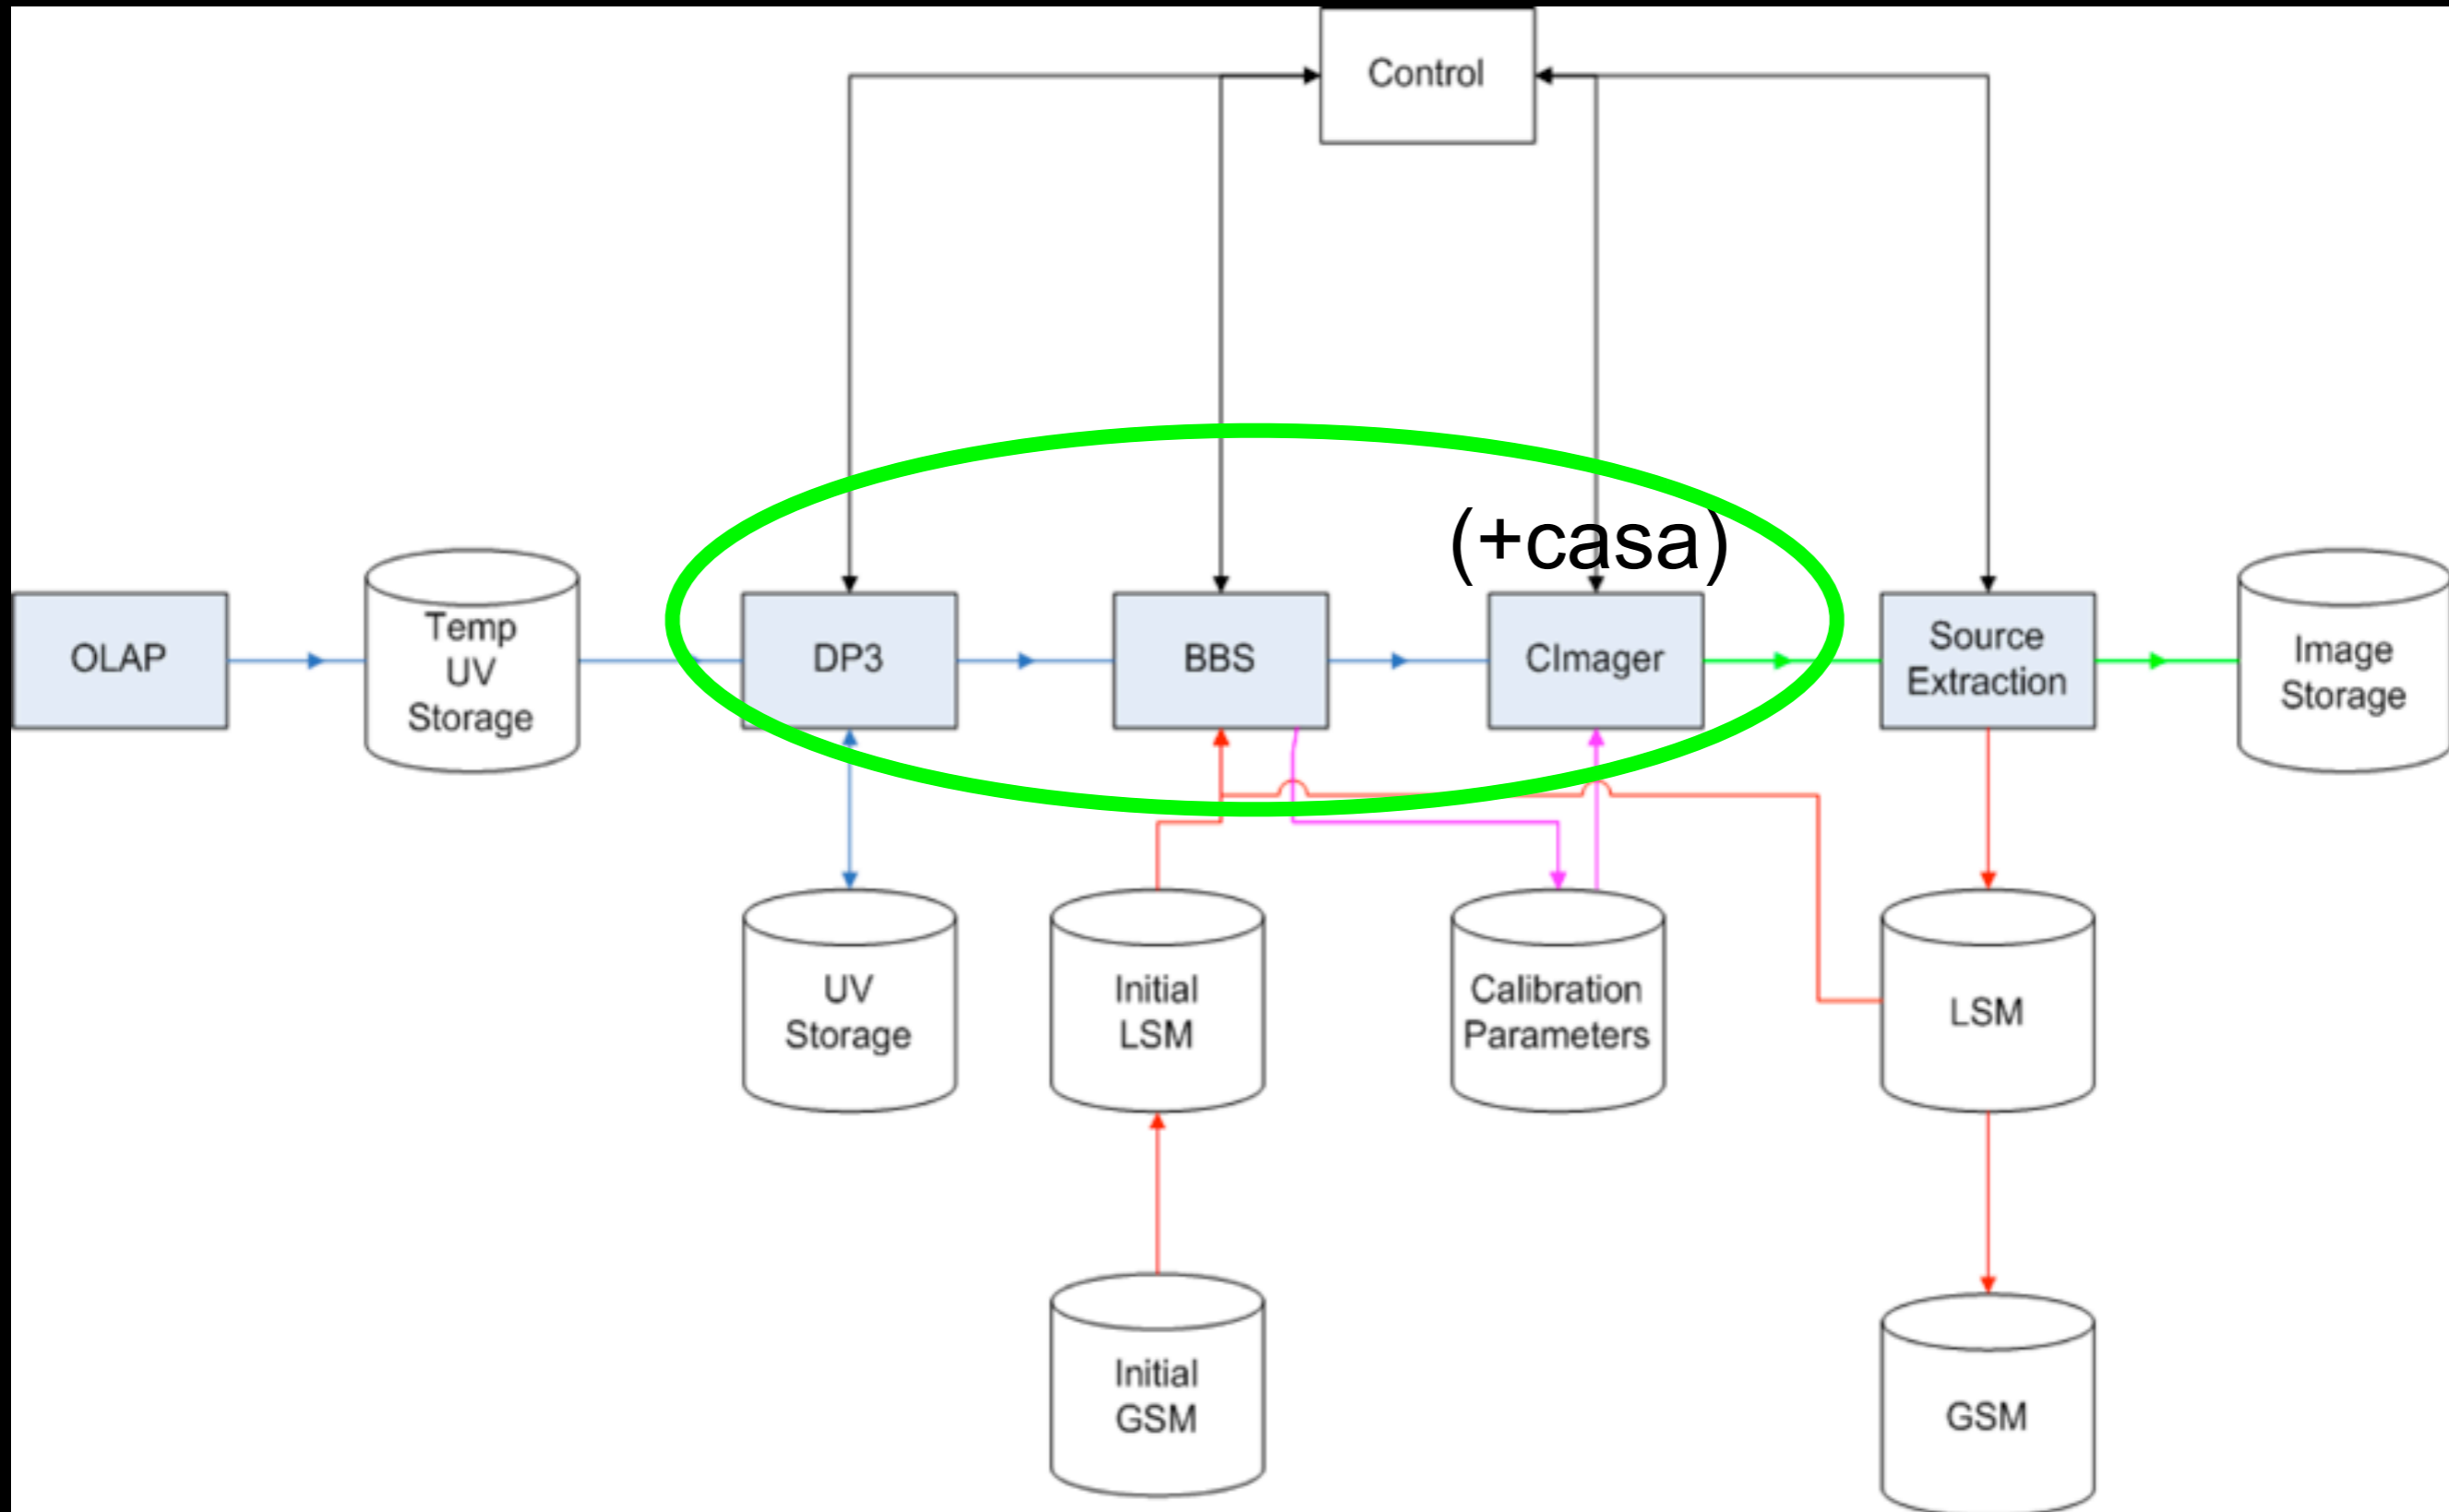 Control
(+casa)
OLAP
Temp
UV
Storage
DP3
BBS
CImager
Source
Extraction
Image
Storage
UV
Storage
Initial
LSM
Calibration
Parameters
LSM
Initial
GSM
GSM